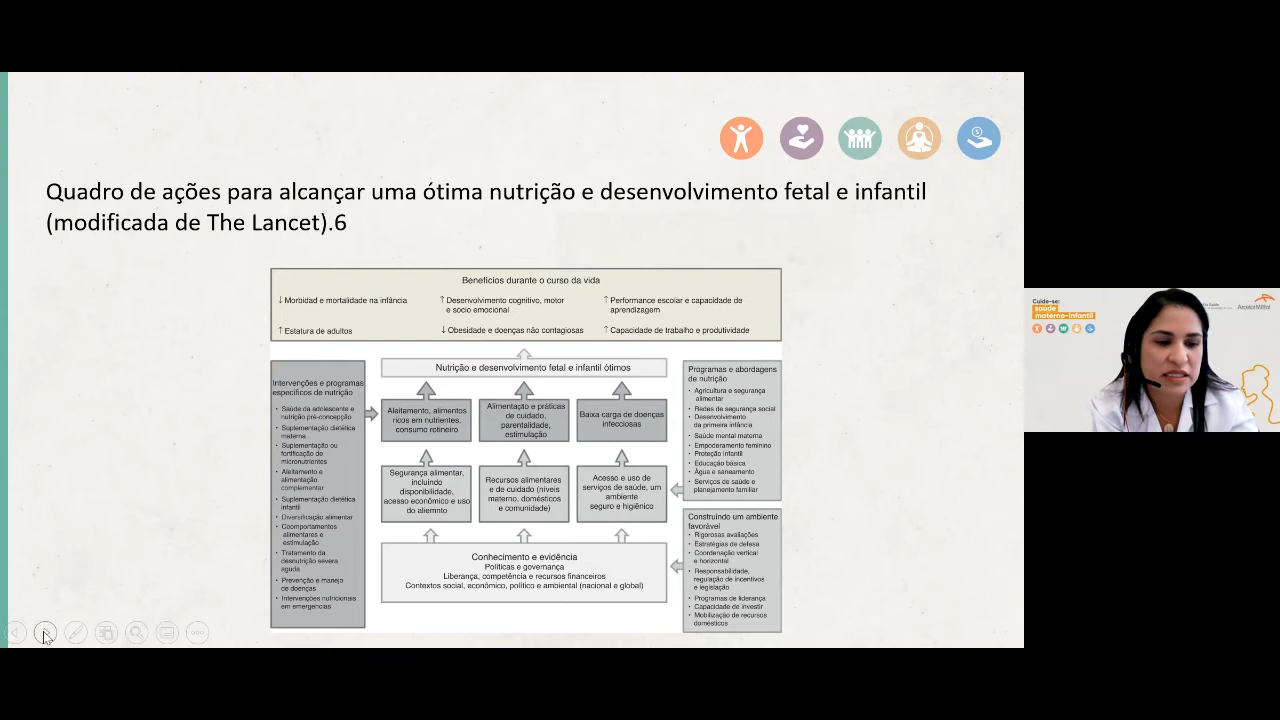 Quadro de ações para alcançar uma ótima nutrição e desenvolvimento fetal e infantil
(modificada de The Lancet).6
Benefícios durante o curso da vida
↓ Morbidad e mortalidade na infância
↑ Desenvolvimento cognitivo, motor
e socio emocional
↑ Performance escolar e capacidade de
aprendizagem
↑ Estatura de adultos
↓ Obesidade e doenças não contagiosas
↑ Capacidade de trabalho e produtividade
Intervenções e programas
específicos de nutrição
• Saúde da adolescente e
nutrição pré-concepção
• Suplementação dietética
materna
• Suplementação ou
fortificação de
micronutrientes
• Aleitamento e
alimentação
complementar
• Suplementação dietética
infantil
• Diversificação alimentar
• Coomportamentos
alimentares e
estimulação
• Tratamento da
desnutrição severa
aguda
• Prevenção e manejo
de doenças
• Intervenções nutricionais
em emergencias
Nutrição e desenvolvimento fetal e infantil ótimos
Aleitamento, alimentos
ricos em nutrientes,
consumo rotineiro
Alimentação e práticas
de cuidado,
parentalidade,
estimulação
Baixa carga de doenças
infecciosas
Segurança alimentar,
incluindo
disponibilidade,
acesso econômico e uso
do aliemnto
Recursos alimentares
e de cuidado (níveis
materno, domésticos
e comunidade)
Acesso e uso de
serviços de saúde, um
ambiente
seguro e higiênico
Conhecimento e evidência
Políticas e governança
Liderança, competência e recursos financeiros
Contextos social, econômico, político e ambiental (nacional e global)
Programas e abordagens
de nutrição
• Agricultura e segurança
alimentar
• Redes de segurança social
• Desenvolvimento
da primeira infância
• Saúde mental materna
• Empoderamento feminino
• Proteção infantil
• Educação básica
• Água e saneamento
• Serviços de saúde e
planejamento familiar
Construíndo um ambiente
favorável
• Rigorosas avaliações
• Estratégias de defesa
• Coordenação vertical
e horizontal
• Responsabilidade,
regulação de incentivos
e legislação
• Programas de liderança
• Capacidade de investir
• Mobilização de recursos
domésticos
Cuide-se:
saúde
materno-infantil
ArcelorMittal